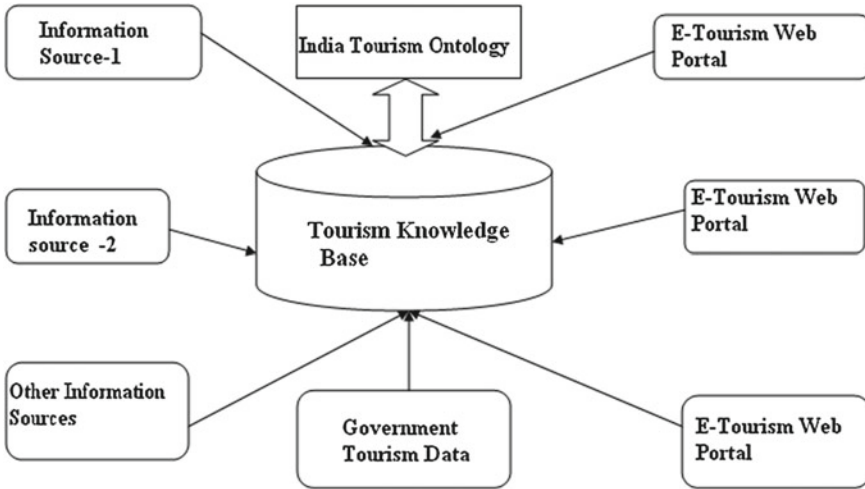 Information
Source-1
India Tourism Ontology
E-Tourism Web
Portal
Information
source -2
Tourism Knowledge
Base
E-Tourism Web
Portal
Other Information
Sources
Government
Tourism Data
E-Tourism Web
Portal